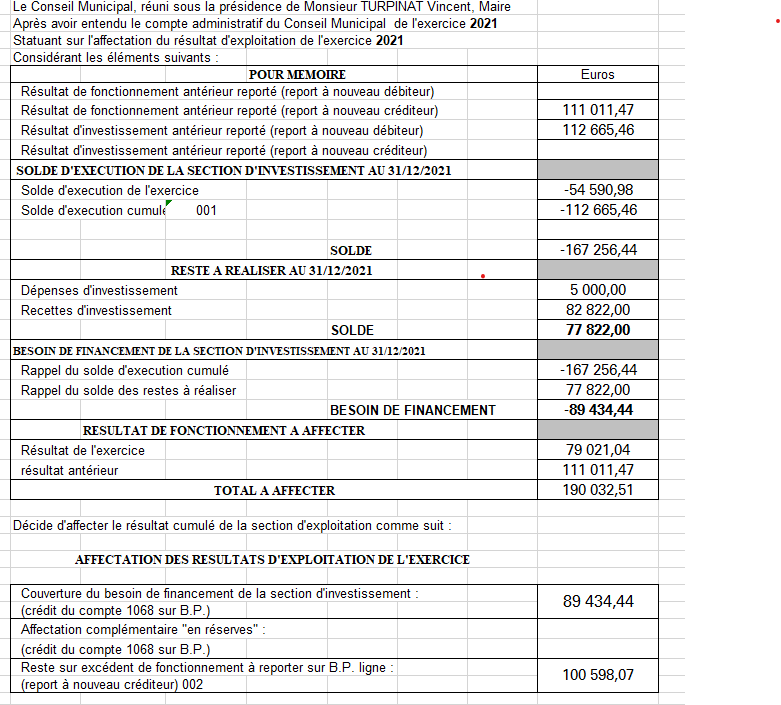 Le Conseil Municipal, réuni sous la présidence de Monsieur TURPINAT Vincent, Maire
Après avoir entendu le compte administratif du Conseil Municipal de l'exercice 2021
Statuant sur l'affectation du résultat d'exploitation de l'exercice 2021
Considérant les éléments suivants :
POUR MEMOIRE Euros
Résultat de fonctionnement antérieur reporté (report à nouveau débiteur)
Résultat de fonctionnement antérieur reporté (report à nouveau créditeur) 111 011,47
Résultat d'investissement antérieur reporté (report à nouveau débiteur) 112 665,46
Résultat d'investissement antérieur reporté (report à nouveau créditeur)
SOLDE D'EXECUTION DE LA SECTION D'INVESTISSEMENT AU 31/12/2021
Solde d'execution de l'exercice -54 590,98
Solde d'execution cumulé 001 -112 665,46
SOLDE -167 256,44
RESTE A REALISER AU 31/12/2021
Dépenses d'investissement 5 000,00
Recettes d'investissement 82 822,00
SOLDE 77 822,00
BESOIN DE FINANCEMENT DE LA SECTION D'INVESTISSEMENT AU 31/12/2021
Rappel du solde d'execution cumulé -167 256,44
Rappel du solde des restes à réaliser 77 822,00
BESOIN DE FINANCEMENT -89 434,44
RESULTAT DE FONCTIONNEMENT A AFFECTER
Résultat de l'exercice 79 021,04
résultat antérieur 111 011,47
TOTAL A AFFECTER 190 032,51
Décide d'affecter le résultat cumulé de la section d'exploitation comme suit :
AFFECTATION DES RESULTATS D'EXPLOITATION DE L'EXERCICE
Couverture du besoin de financement de la section d'investissement :
(crédit du compte 1068 sur B.P.) 89 434,44
Affectation complémentaire "en réserves" :
(crédit du compte 1068 sur B.P.)
Reste sur excédent de fonctionnement à reporter sur B.P. ligne :
(report à nouveau créditeur) 002 100 598,07